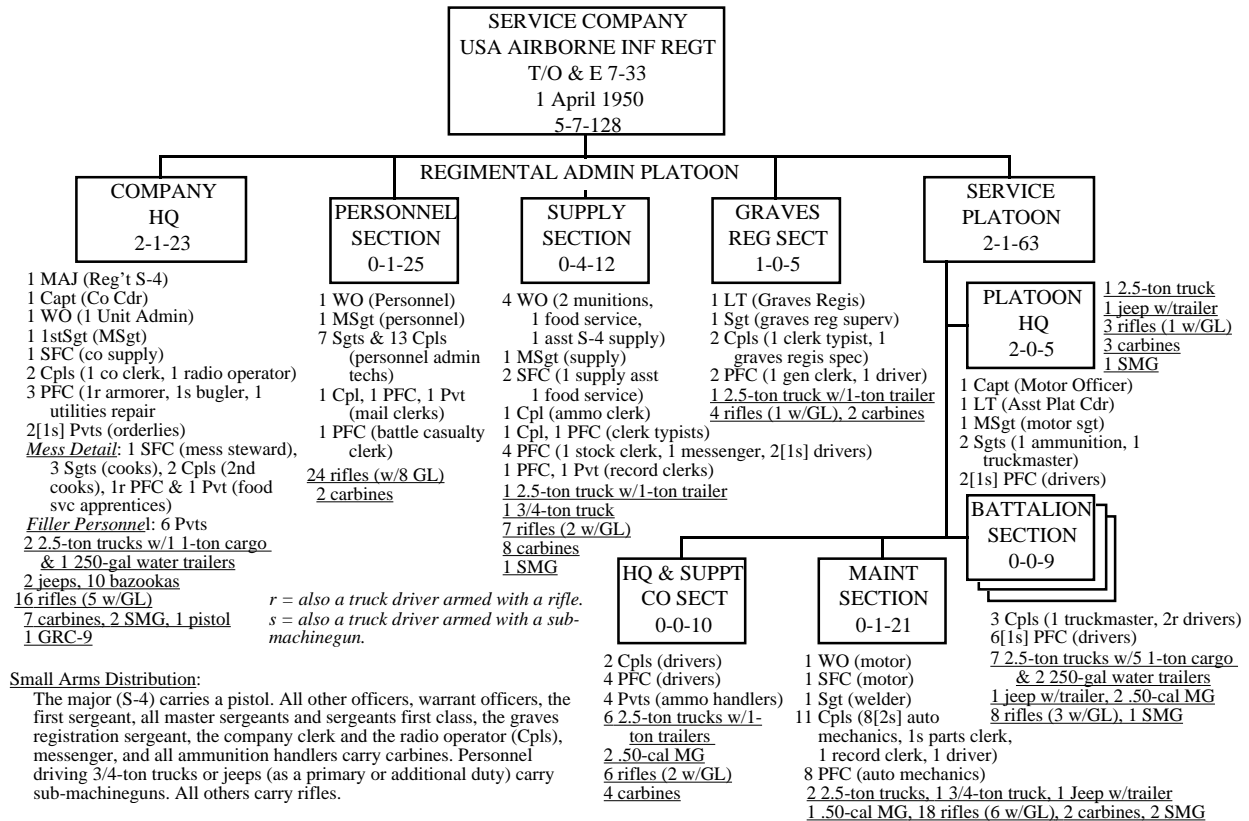 SERVICE COMPANY
USA AIRBORNE INF REGT
T/O & E 7-33
1 April 1950
5-7-128
REGIMENTAL ADMIN PLATOON
COMPANY
HQ
2-1-23
1 MAJ (Reg't S-4)
1 Capt (Co Cdr)
1 WO (1 Unit Admin)
1 1stSgt (MSgt)
1 SFC (co supply)
2 Cpls (1 co clerk, 1 radio operator)
3 PFC (1r armorer, 1s bugler, 1
utilities repair
2[1s] Pvts (orderlies)
Mess Detail: 1 SFC (mess steward),
3 Sgts (cooks), 2 Cpls (2nd
cooks), 1r PFC & 1 Pvt (food
svc apprentices)
Filler Personnel: 6 Pvts
2 2.5-ton trucks w/1 1-ton cargo
& 1 250-gal water trailers
2 jeeps, 10 bazookas
16 rifles (5 w/GL)
7 carbines, 2 SMG, 1 pistol
1 GRC-9
PERSONNEL
SECTION
0-1-25
1 WO (Personnel)
1 MSgt (personnel)
7 Sgts & 13 Cpls
(personnel admin
techs)
1 Cpl, 1 PFC, 1 Pvt
(mail clerks)
1 PFC (battle casualty
clerk)
24 rifles (w/8 GL)
2 carbines
SUPPLY
SECTION
0-4-12
4 WO (2 munitions,
1 food service,
1 asst S-4 supply)
1 MSgt (supply)
2 SFC (1 supply asst
1 food service)
1 Cpl (ammo clerk)
1 Cpl, 1 PFC (clerk typists)
4 PFC (1 stock clerk, 1 messenger, 2[1s] drivers)
1 PFC, 1 Pvt (record clerks)
1 2.5-ton truck w/1-ton trailer
1 3/4-ton truck
7 rifles (2 w/GL)
8 carbines
1 SMG
GRAVES
REG SECT
1-0-5
1 LT (Graves Regis)
1 Sgt (graves reg superv)
2 Cpls (1 clerk typist, 1
graves regis spec)
2 PFC (1 gen clerk, 1 driver)
1 2.5-ton truck w/1-ton trailer
4 rifles (1 w/GL), 2 carbines
SERVICE
PLATOON
2-1-63
PLATOON
HQ
2-0-5
1 2.5-ton truck
1 jeep w/trailer
3 rifles (1 w/GL)
3 carbines
1 SMG
1 Capt (Motor Officer)
1 LT (Asst Plat Cdr)
1 MSgt (motor sgt)
2 Sgts (1 ammunition, 1
truckmaster)
2[1s] PFC (drivers)
BATTALION
SECTION
0-0-9
3 Cpls (1 truckmaster, 2r drivers)
6[1s] PFC (drivers)
7 2.5-ton trucks w/5 1-ton cargo
& 2 250-gal water trailers
1 jeep w/trailer, 2 .50-cal MG
8 rifles (3 w/GL), 1 SMG
HQ & SUPPT
CO SECT
0-0-10
2 Cpls (drivers)
4 PFC (drivers)
4 Pvts (ammo handlers)
6 2.5-ton trucks w/1-
ton trailers
2 .50-cal MG
6 rifles (2 w/GL)
4 carbines
MAINT
SECTION
0-1-21
1 WO (motor)
1 SFC (motor)
1 Sgt (welder)
11 Cpls (8[2s] auto
mechanics, 1s parts clerk,
1 record clerk, 1 driver)
8 PFC (auto mechanics)
2 2.5-ton trucks, 1 3/4-ton truck, 1 Jeep w/trailer
1 .50-cal MG, 18 rifles (6 w/GL), 2 carbines, 2 SMG
r = also a truck driver armed with a rifle.
s = also a truck driver armed with a sub-
machinegun.
Small Arms Distribution:
The major (S-4) carries a pistol. All other officers, warrant officers, the
first sergeant, all master sergeants and sergeants first class, the graves
registration sergeant, the company clerk and the radio operator (Cpls),
messenger, and all ammunition handlers carry carbines. Personnel
driving 3/4-ton trucks or jeeps (as a primary or additional duty) carry
sub-machineguns. All others carry rifles.